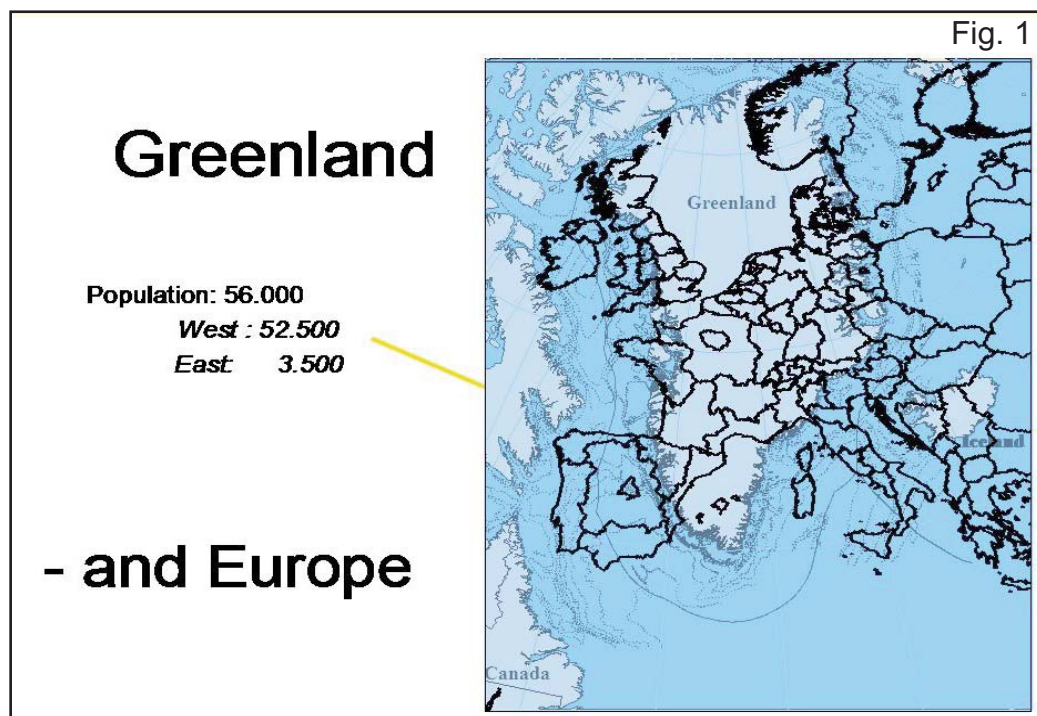 Fig. 1
Greenland
Population: 56.000
West : 52.500
East: 3.500
- and Europe
Greenland
Iceland
Canada